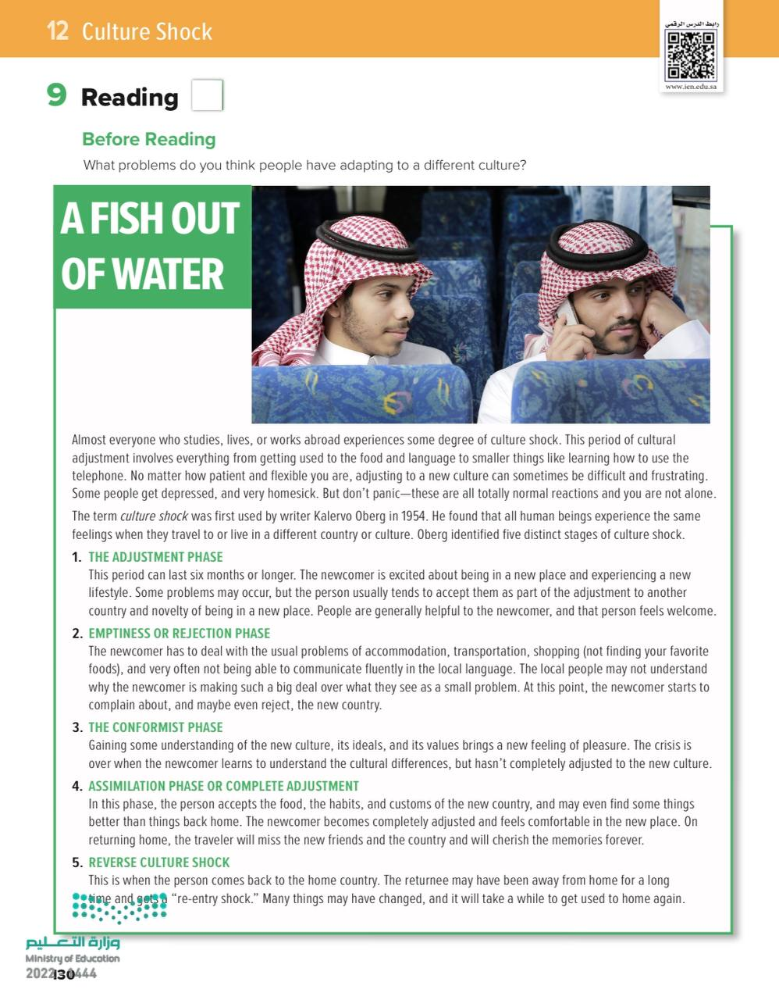 12 Culture Shock
رابط الدرس الرقمي
www.ien.edu.sa
9 Reading
Before Reading
What problems do you think people have adapting to a different culture?
A FISH OUT
OF WATER
Almost everyone who studies, lives, or works abroad experiences some degree of culture shock. This period of cultural
adjustment involves everything from getting used to the food and language to smaller things like learning how to use the
telephone. No matter how patient and flexible you are, adjusting to a new culture can sometimes be difficult and frustrating.
Some people get depressed, and very homesick. But don’t panic—these are all totally normal reactions and you are not alone.
The term culture shock was first used by writer Kalervo Oberg in 1954. He found that all human beings experience the same
feelings when they travel to or live in a different country or culture. Oberg identified five distinct stages of culture shock.
1. THE ADJUSTMENT PHASE
This period can last six months or longer. The newcomer is excited about being in a new place and experiencing a new
lifestyle. Some problems may occur, but the person usually tends to accept them as part of the adjustment to another
country and novelty of being in a new place. People are generally helpful to the newcomer, and that person feels welcome.
2. EMPTINESS OR REJECTION PHASE
The newcomer has to deal with the usual problems of accommodation, transportation, shopping (not finding your favorite
foods), and very often not being able to communicate fluently in the local language. The local people may not understand
why the newcomer is making such a big deal over what they see as a small problem. At this point, the newcomer starts to
complain about, and maybe even reject, the new country.
3. THE CONFORMIST PHASE
Gaining some understanding of the new culture, its ideals, and its values brings a new feeling of pleasure. The crisis is
over when the newcomer learns to understand the cultural differences, but hasn’t completely adjusted to the new culture.
4. ASSIMILATION PHASE OR COMPLETE ADJUSTMENT
In this phase, the person accepts the food, the habits, and customs of the new country, and may even find some things
better than things back home. The newcomer becomes completely adjusted and feels comfortable in the new place. On
returning home, the traveler will miss the new friends and the country and will cherish the memories forever.
5. REVERSE CULTURE SHOCK
This is when the person comes back to the home country. The returnee may have been away from home for a long
time and gets a “re-entry shock.” Many things may have changed, and it will take a while to get used to home again.
وزارة التعليم
Ministry of Education
2022 - 1444
130